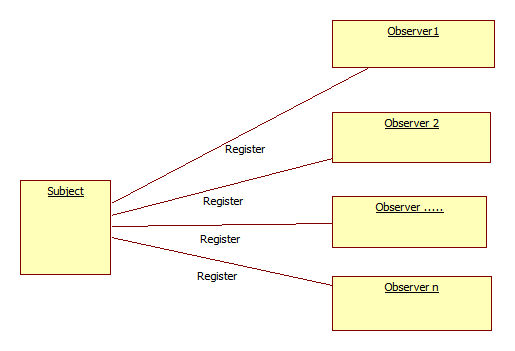 Observer1
Register
Observer 2
Subject
Register
Observer .....
Register
Register
Observer n